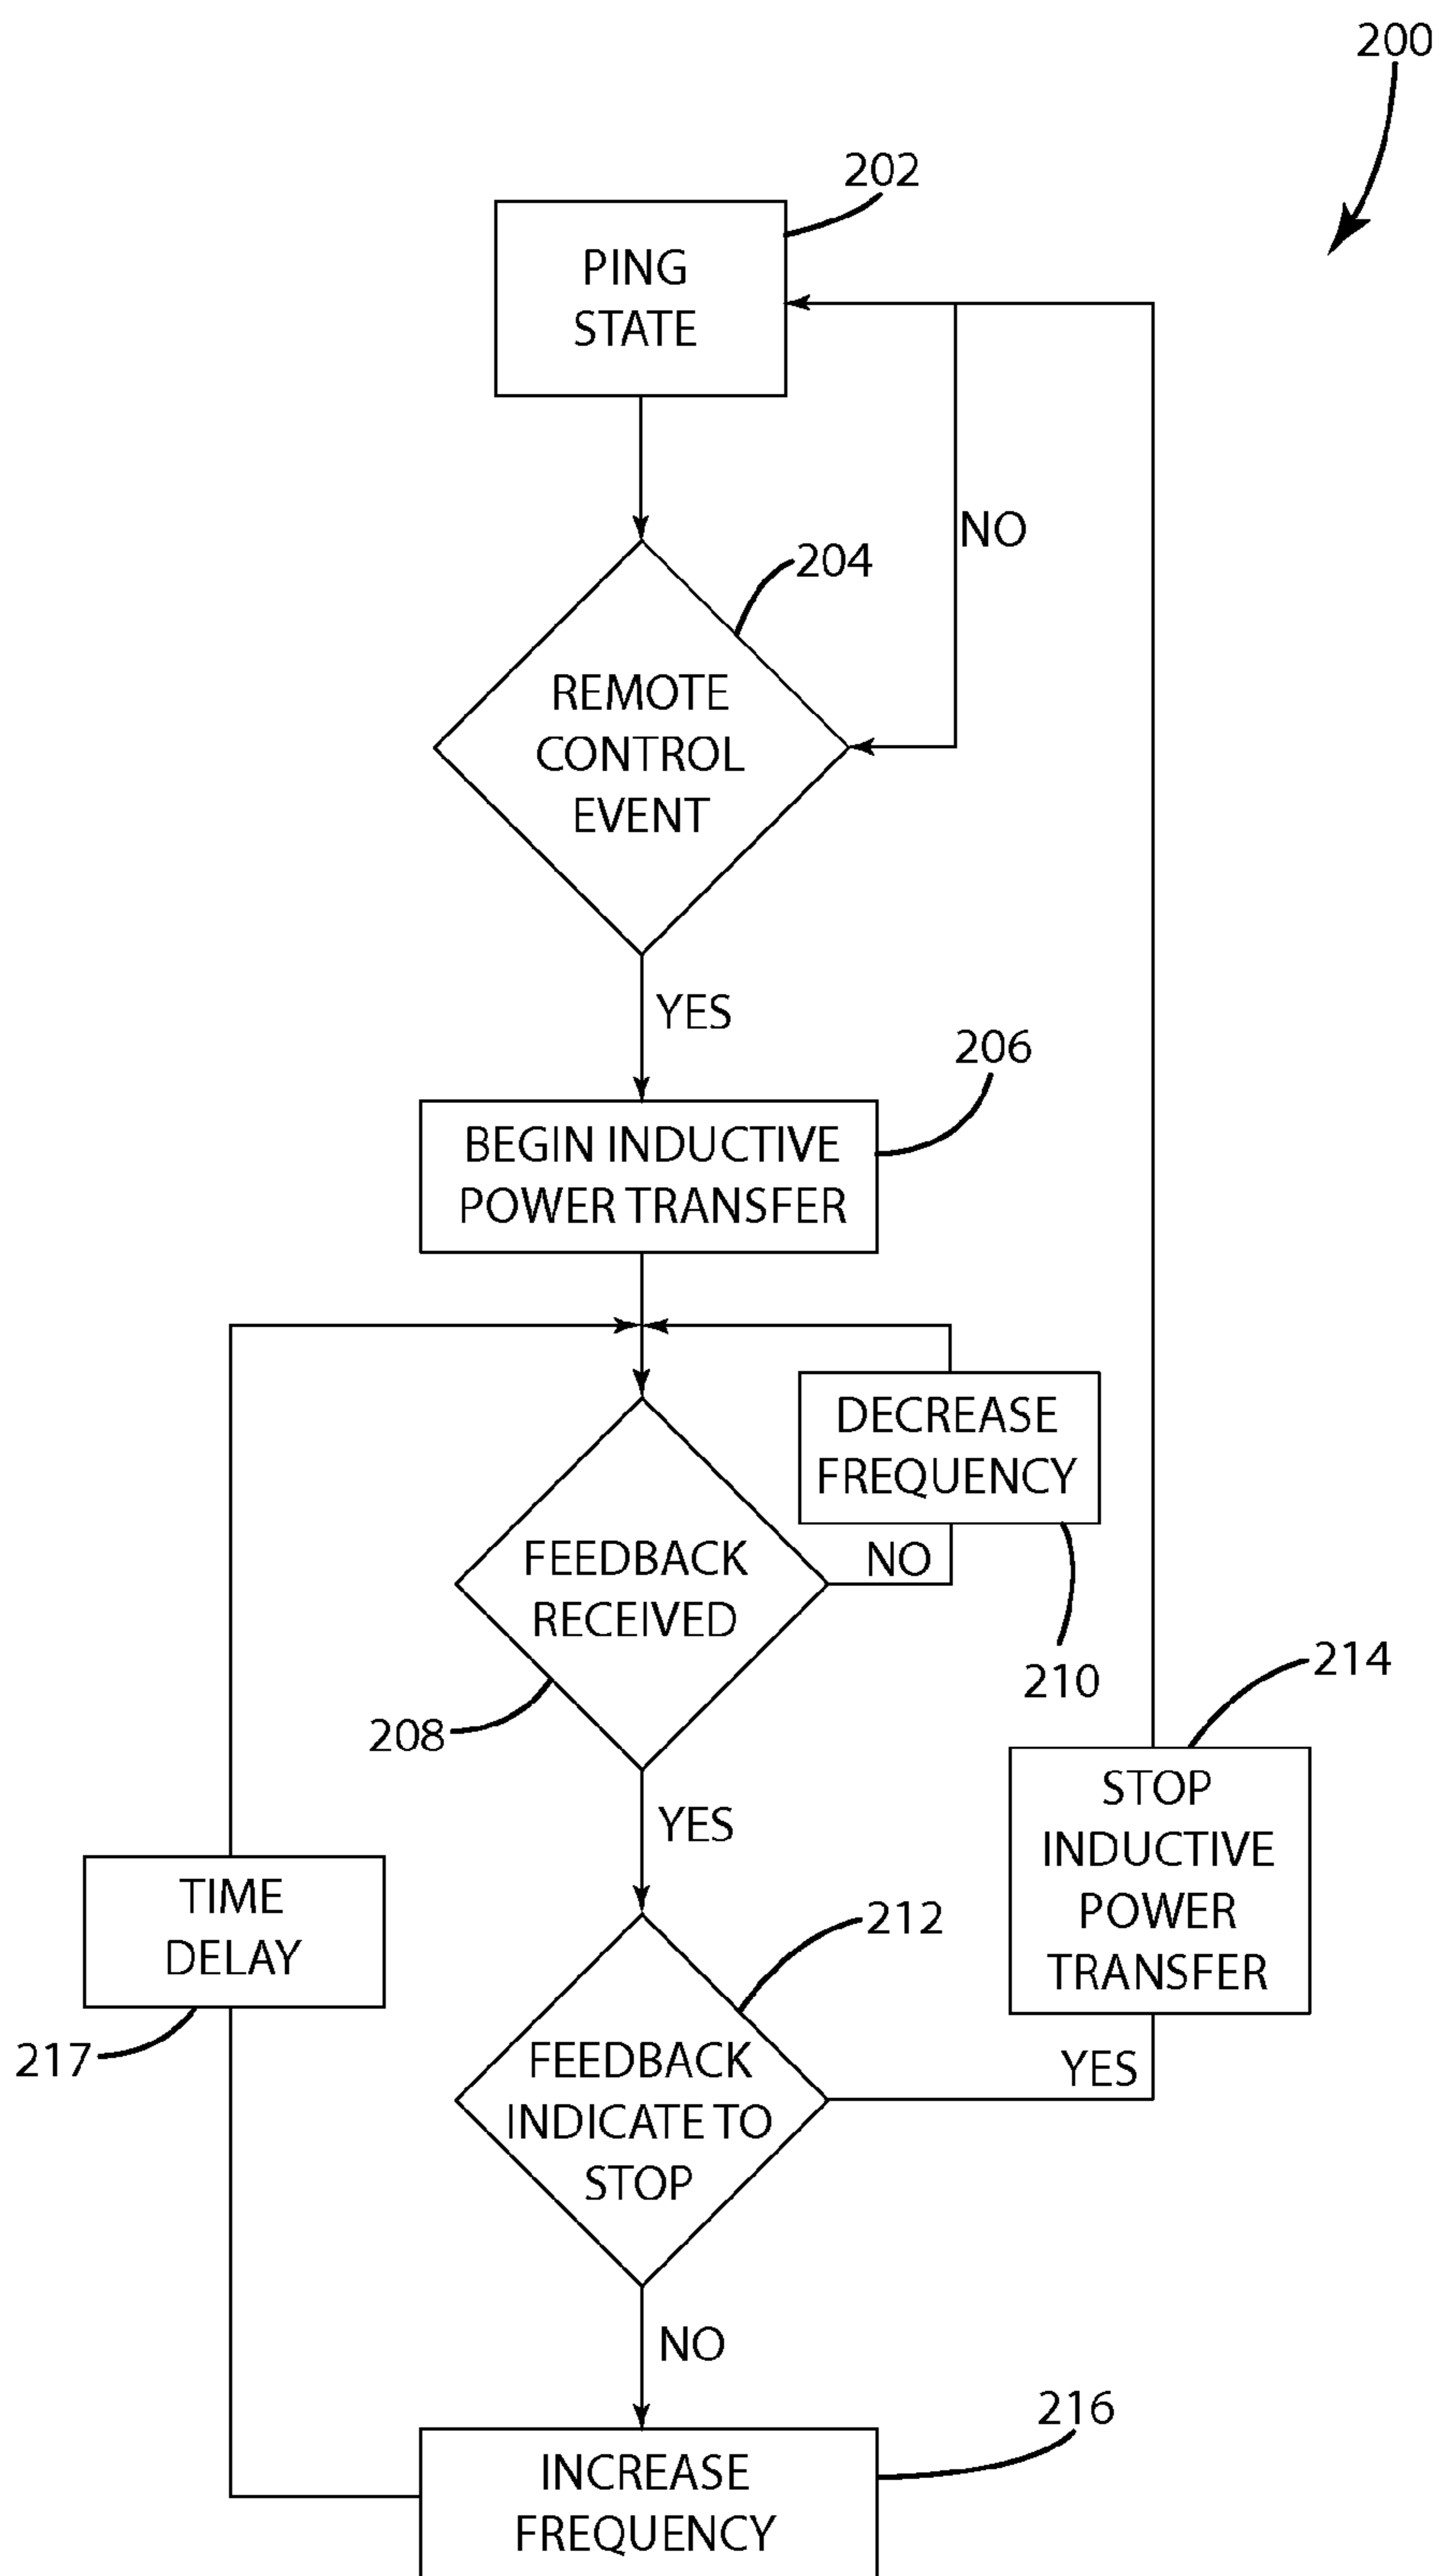 200
202
PING
STATE
NO
204
REMOTE
CONTROL
EVENT
YES
206
BEGIN INDUCTIVE
POWER TRANSFER
DECREASE
FREQUENCY
NO
FEEDBACK
RECEIVED
210
214
208
STOP
INDUCTIVE
POWER
TRANSFER
YES
TIME
DELAY
212
217
FEEDBACK
INDICATE TO
STOP
YES
NO
216
INCREASE
FREQUENCY